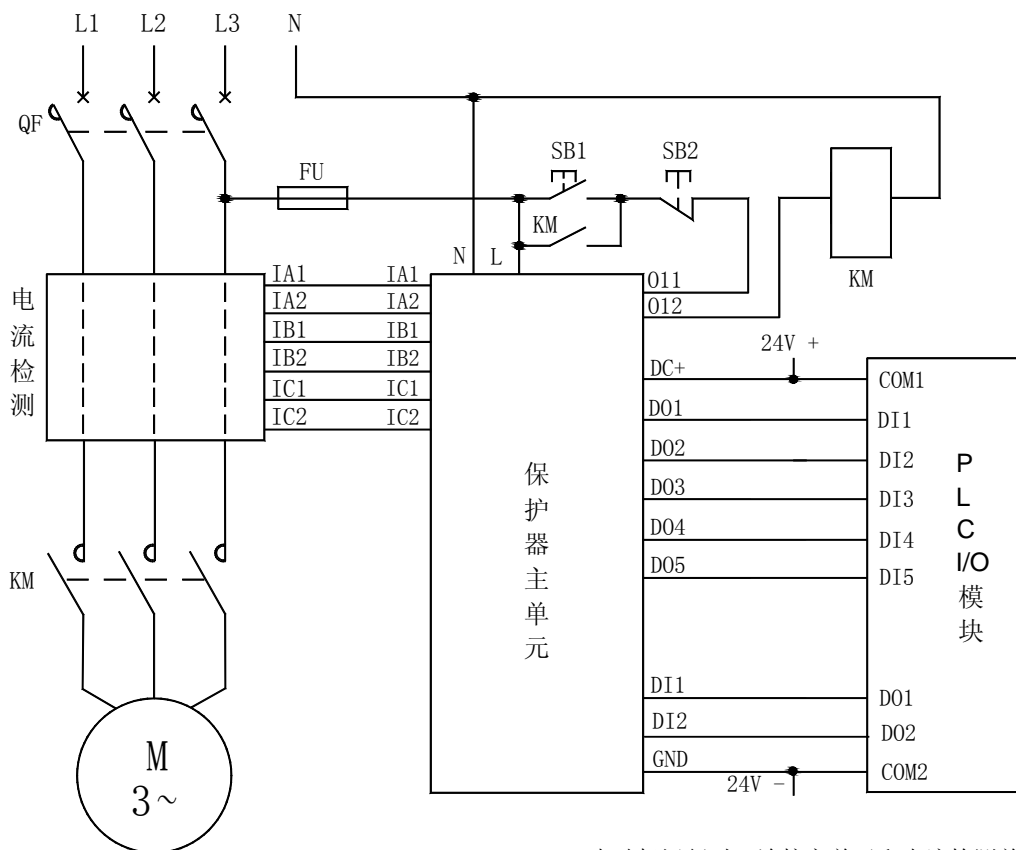 L1 L2 L3 N
QF
FU
SB1
SB2
KM
KM
N L
电流检测
IA1 IA1
IA2 IA2
IB1 IB1
IB2 IB2
IC1 IC1
IC2 IC2
O11
O12
24V +
DC+ COM1
DO1 DI1
DO2 DI2
DO3 DI3
DO4 DI4
DO5 DI5
保护器主单元
PLC I/O模块
KM
DI1 DO1
DI2 DO2
GND COM2
24V -
M
3~